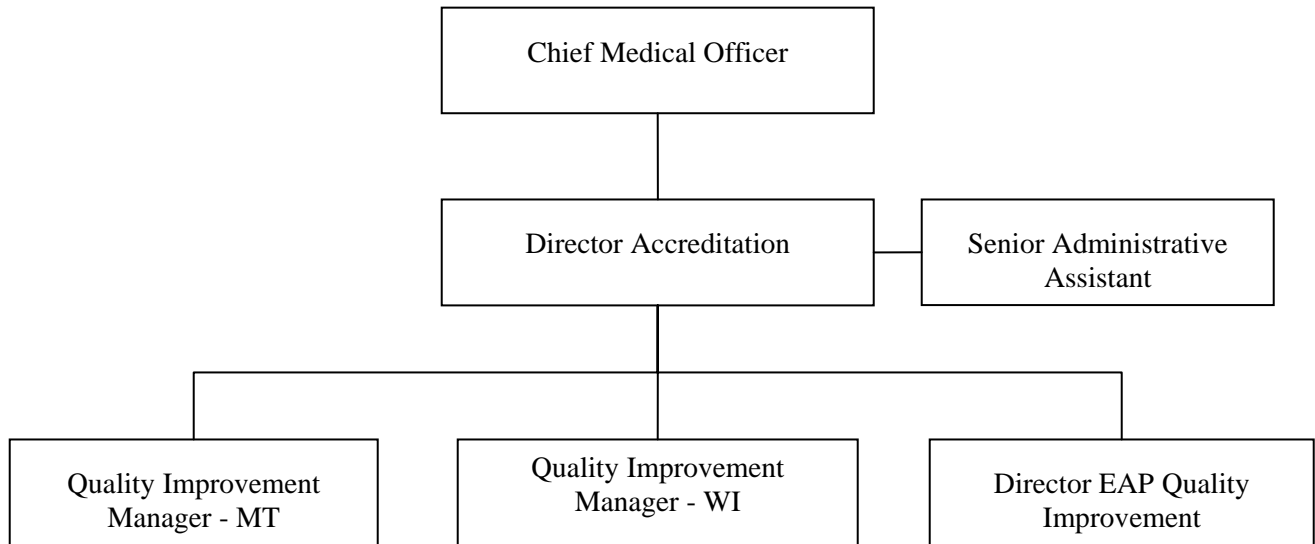 Chief Medical Officer
Director Accreditation
Senior Administrative
Assistant
Quality Improvement
Manager - MT
Quality Improvement
Manager - WI
Director EAP Quality
Improvement